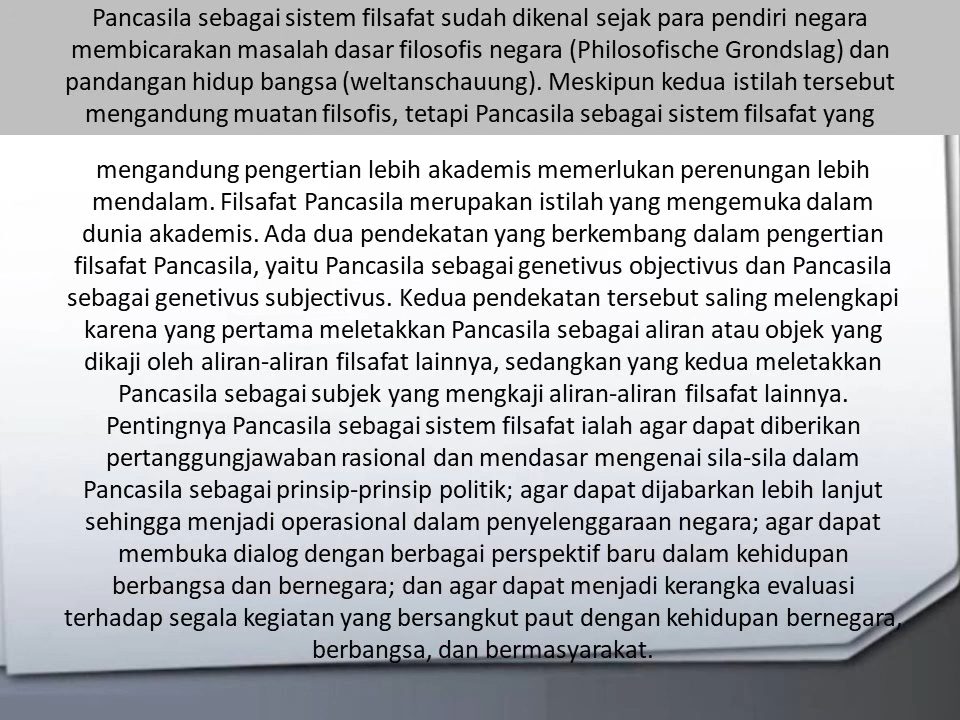 Pancasila sebagai sistem filsafat sudah dikenal sejak para pendiri negara
membicarakan masalah dasar filosofis negara (Philosofische Grondslag) dan
pandangan hidup bangsa (weltanschauung). Meskipun kedua istilah tersebut
mengandung muatan filsofis, tetapi Pancasila sebagai sistem filsafat yang
mengandung pengertian lebih akademis memerlukan perenungan lebih
mendalam. Filsafat Pancasila merupakan istilah yang mengemuka dalam
dunia akademis. Ada dua pendekatan yang berkembang dalam pengertian
filsafat Pancasila, yaitu Pancasila sebagai genetivus objectivus dan Pancasila
sebagai genetivus subjectivus. Kedua pendekatan tersebut saling melengkapi
karena yang pertama meletakkan Pancasila sebagai aliran atau objek yang
dikaji oleh aliran-aliran filsafat lainnya, sedangkan yang kedua meletakkan
Pancasila sebagai subjek yang mengkaji aliran-aliran filsafat lainnya.
Pentingnya Pancasila sebagai sistem filsafat ialah agar dapat diberikan
pertanggungjawaban rasional dan mendasar mengenai sila-sila dalam
Pancasila sebagai prinsip-prinsip politik; agar dapat dijabarkan lebih lanjut
sehingga menjadi operasional dalam penyelenggaraan negara; agar dapat
membuka dialog dengan berbagai perspektif baru dalam kehidupan
berbangsa dan bernegara; dan agar dapat menjadi kerangka evaluasi
terhadap segala kegiatan yang bersangkut paut dengan kehidupan bernegara,
berbangsa, dan bermasyarakat.